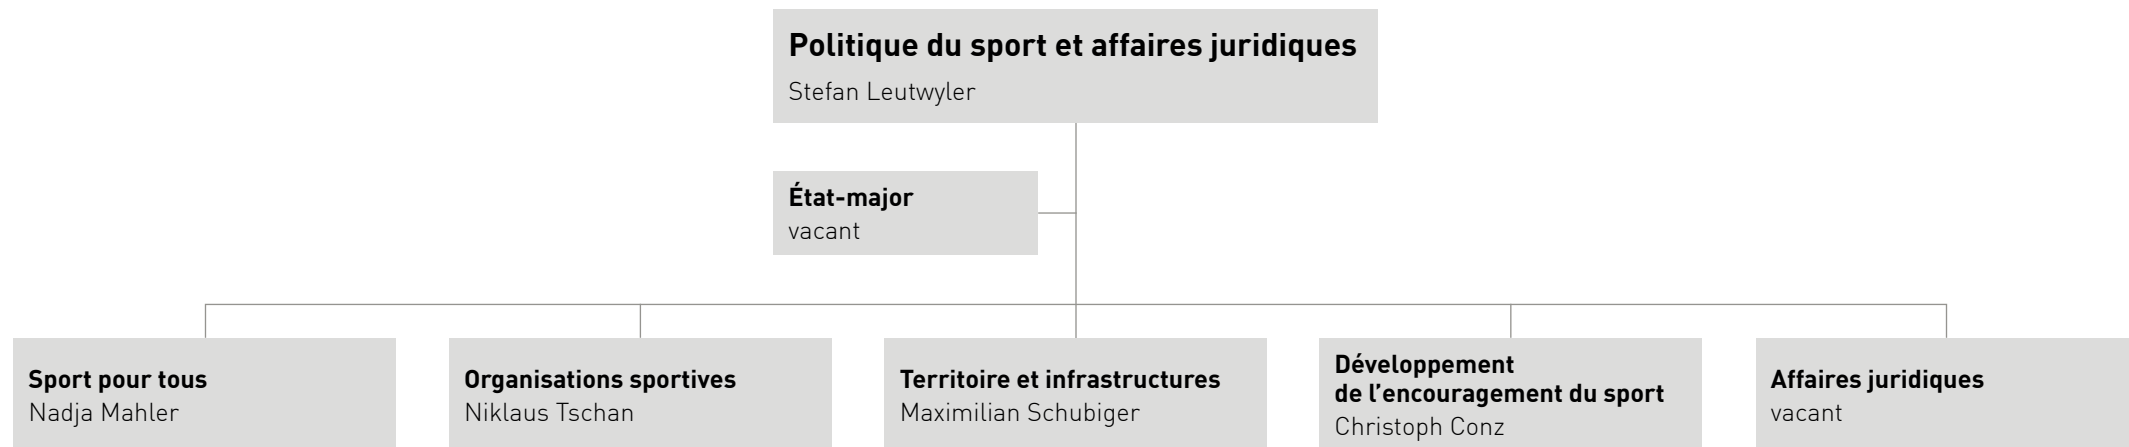 Politique du sport et affaires juridiques
Stefan Leutwyler
État-major
vacant
Sport pour tous
Nadja Mahler
Organisations sportives
Niklaus Tschan
Territoire et infrastructures
Maximilian Schubiger
Développement
de l’encouragement du sport
Christoph Conz
Affaires juridiques
vacant